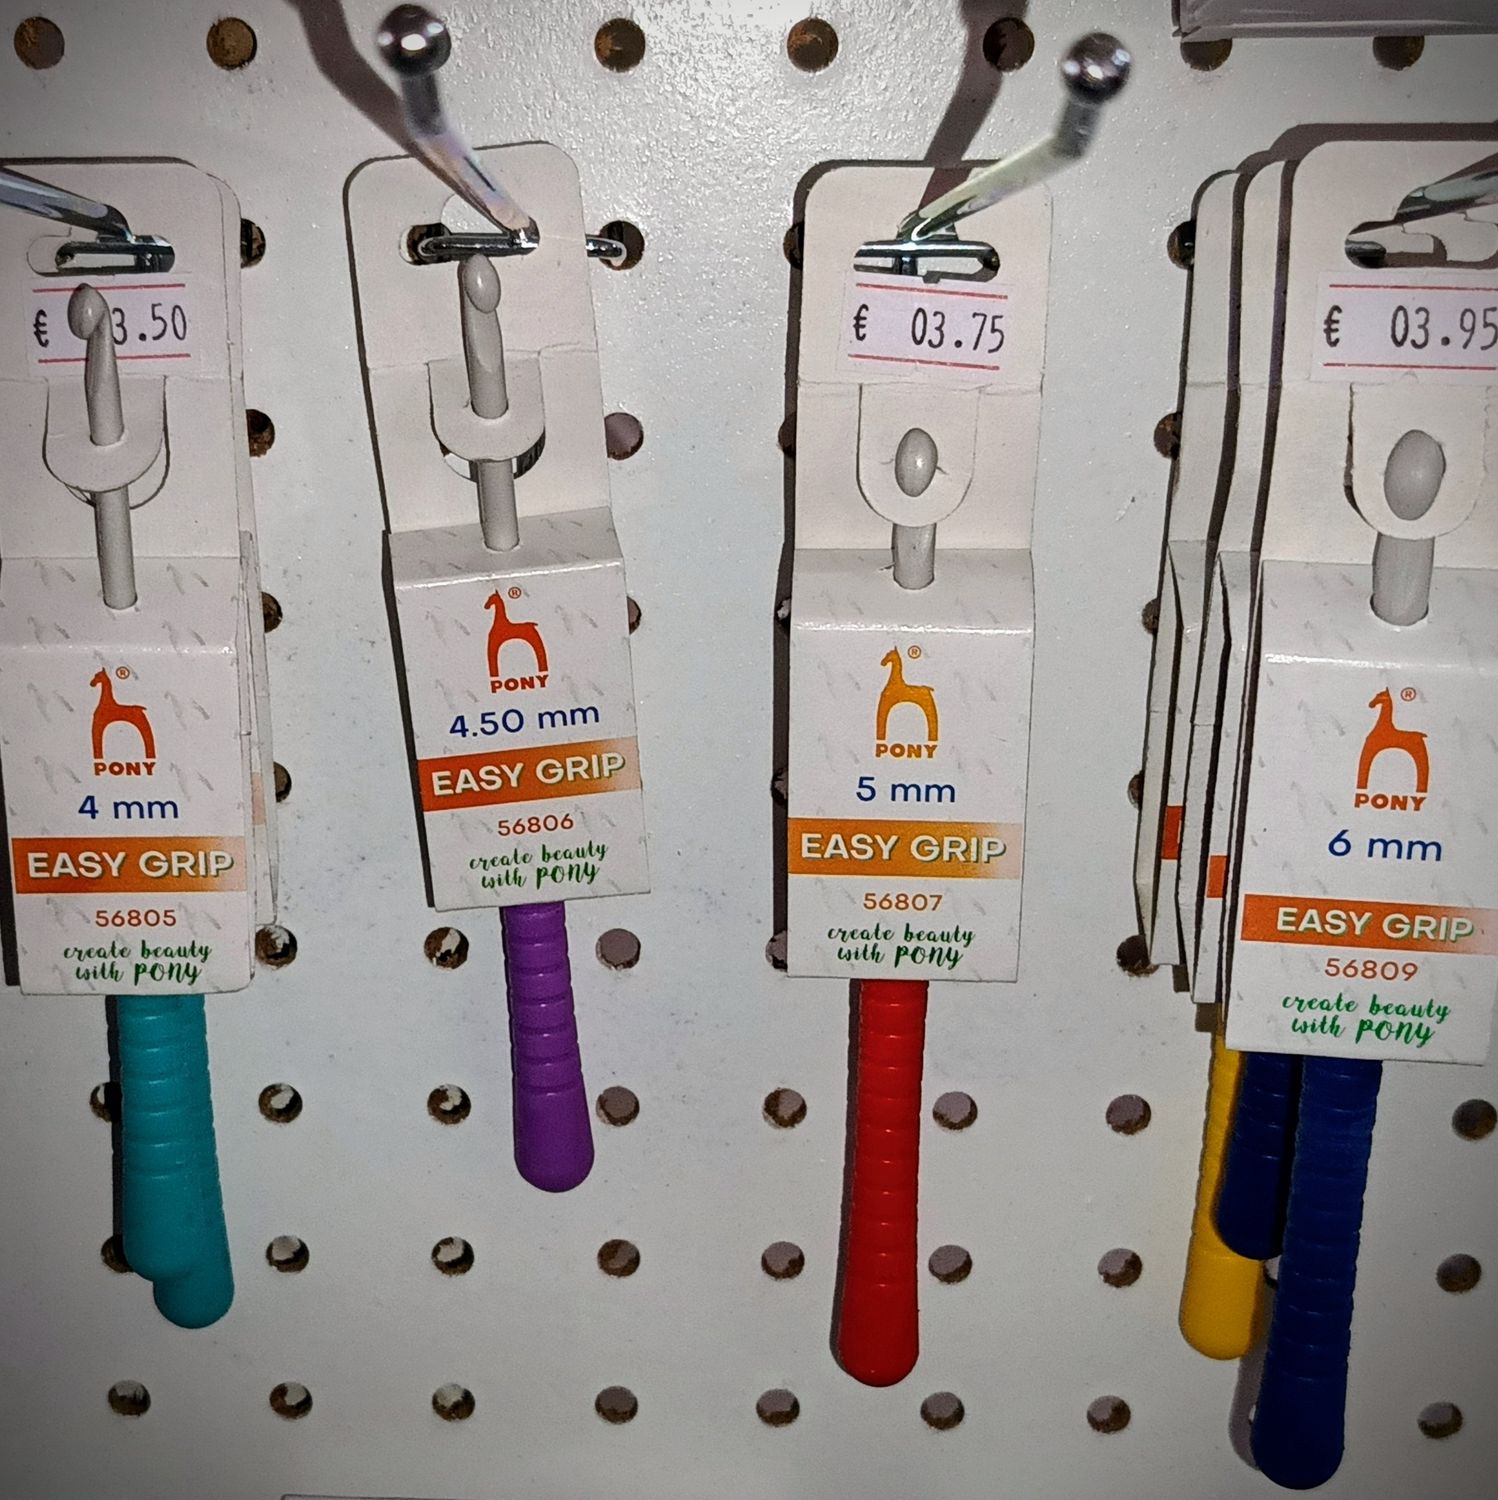 € 3.50
®
PONY
4 mm
EASY GRIP
56805
create beauty
with PONY
®
PONY
4.50 mm
EASY GRIP
56806
create beauty
with PONY
€ 03.75
®
PONY
5 mm
EASY GRIP
56807
create beauty
with PONY
€ 03.95
®
PONY
6 mm
EASY GRIP
56809
create beauty
with PONY